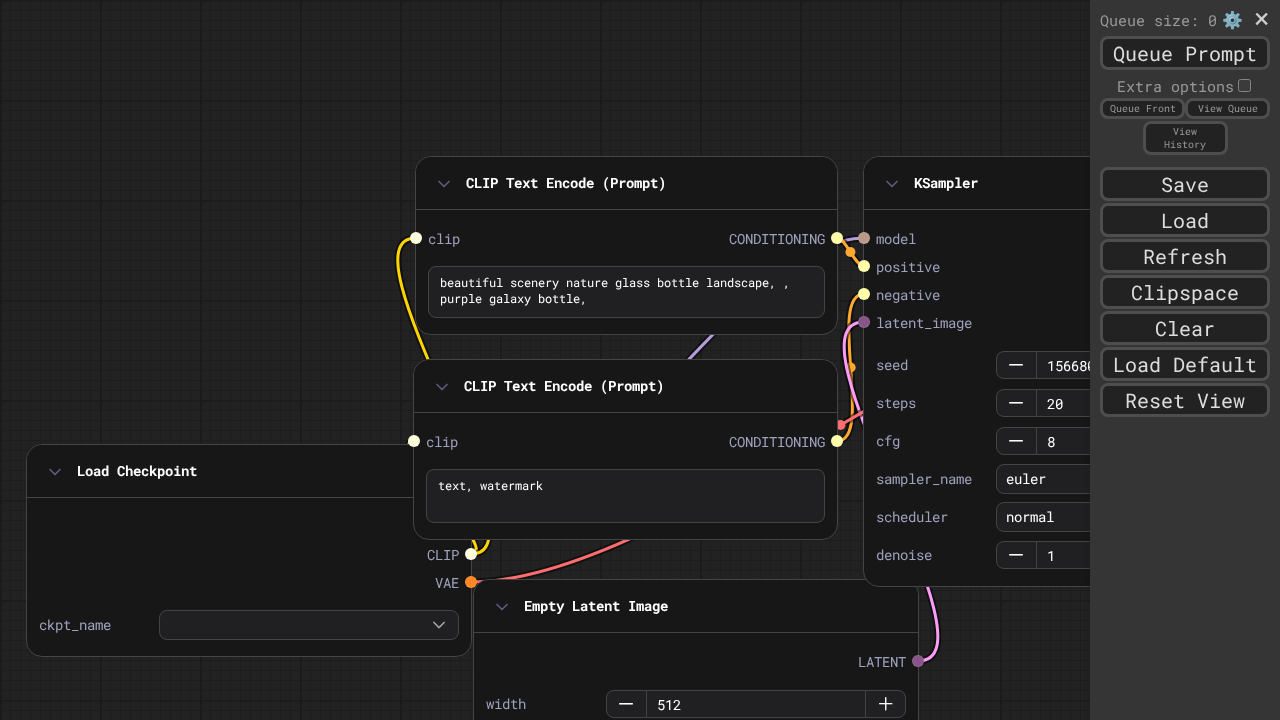 Queue size: 0
Queue Prompt
Extra options
Queue Front
View Queue
View
History
Save
Load
Refresh
Clipspace
Clear
Load Default
Reset View
CLIP Text Encode (Prompt)
clip
CONDITIONING
beautiful scenery nature glass bottle landscape, ,
purple galaxy bottle,
CLIP Text Encode (Prompt)
clip
CONDITIONING
text, watermark
KSampler
model
positive
negative
latent_image
seed
steps 20
cfg 8
sampler_name euler
scheduler normal
denoise 1
Load Checkpoint
CLIP
VAE
ckpt_name
Empty Latent Image
LATENT
width 512